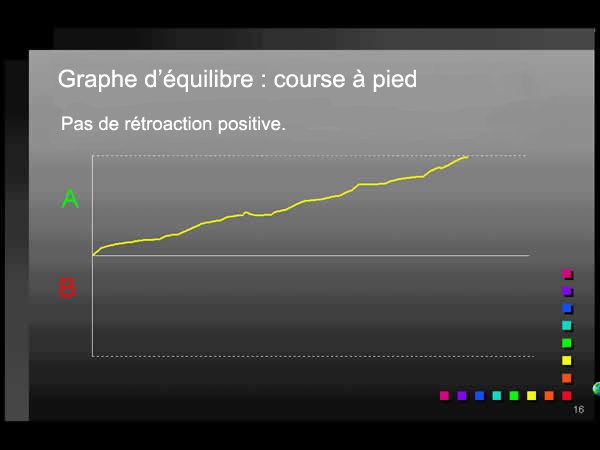 Graphe d’équilibre : course à pied
Pas de rétroaction positive.
A
B
16